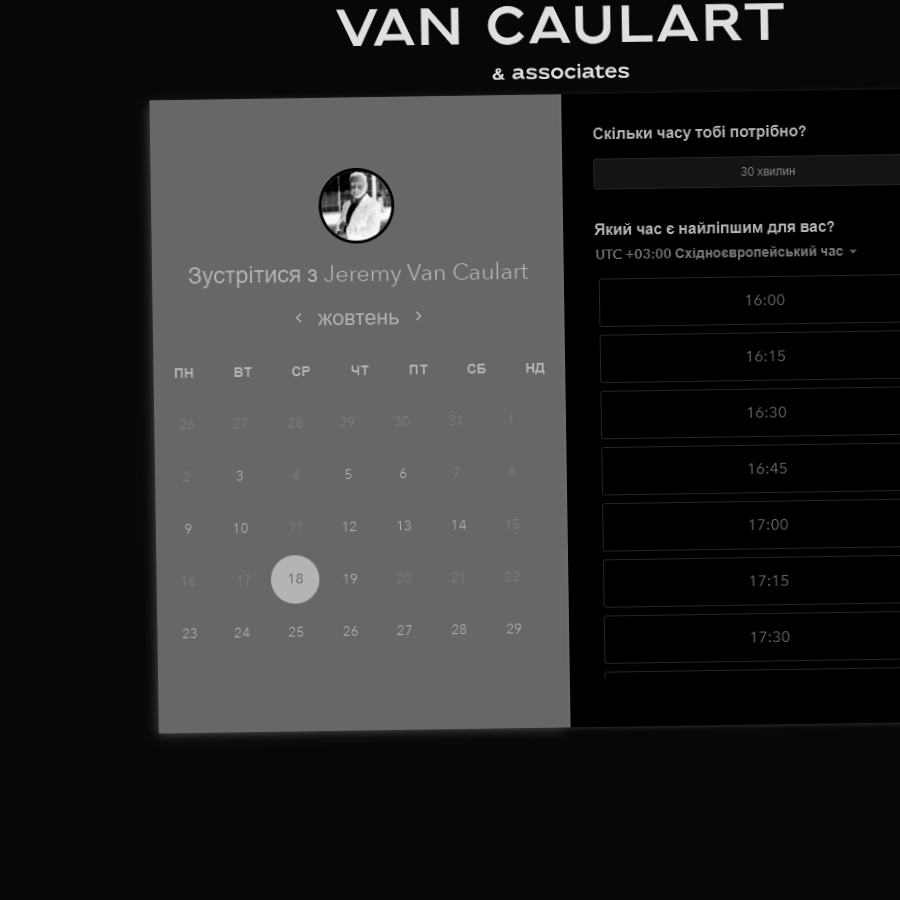 VAN CAULART
& associates
Зустрітися з Jeremy Van Caulart
жовтень
ПН ВТ СР ЧТ ПТ СБ НД
26 27 28 29 30 31 1
2 3 4 5 6 7 8
9 10 11 12 13 14 15
16 17 18 19 20 21 22
23 24 25 26 27 28 29
Скільки часу тобі потрібно?
30 хвилин
Який час є найліпшим для вас?
UTC +03:00 Східноєвропейський час
16:00
16:15
16:30
16:45
17:00
17:15
17:30